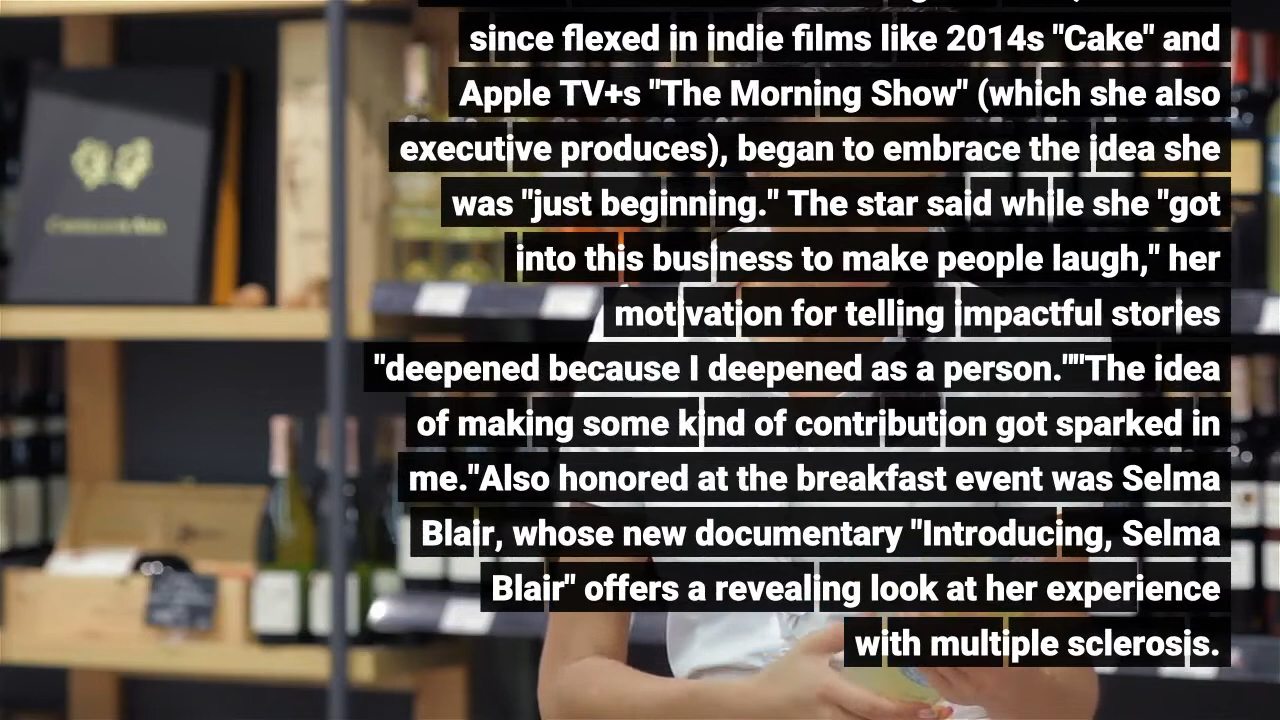 since flexed in indie films like 2014s "Cake" and
Apple TV+s "The Morning Show" (which she also
executive produces), began to embrace the idea she
was "just beginning." The star said while she "got
into this business to make people laugh," her
motivation for telling impactful stories
"deepened because I deepened as a person.""The idea
of making some kind of contribution got sparked in
me."Also honored at the breakfast event was Selma
Blair, whose new documentary "Introducing, Selma
Blair" offers a revealing look at her experience
with multiple sclerosis.